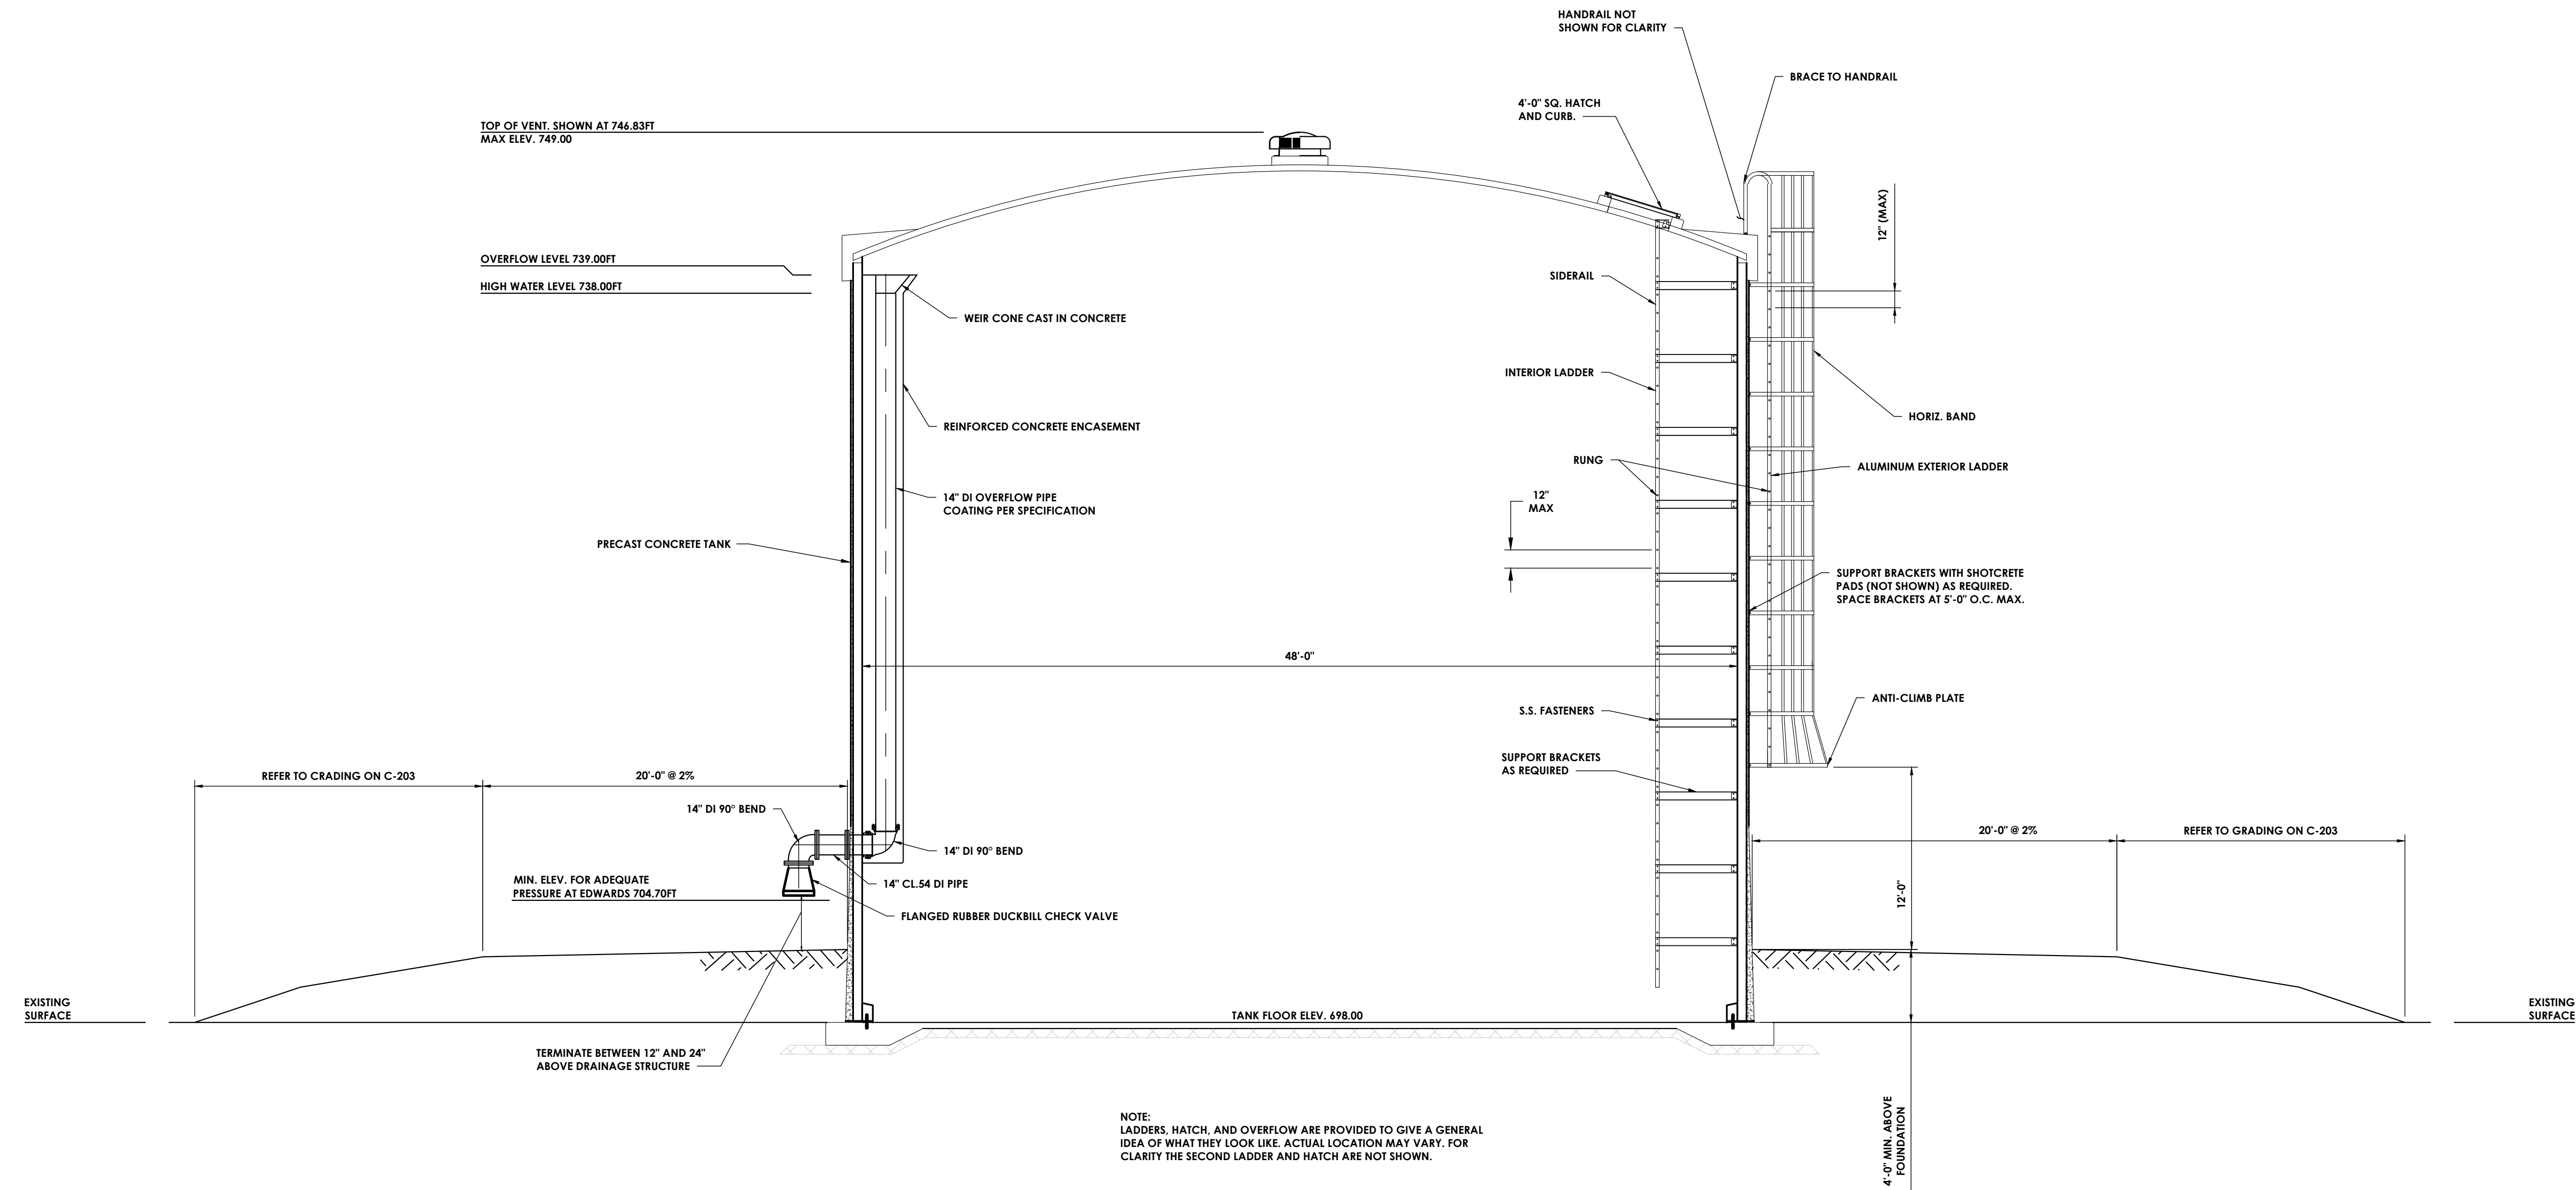 HANDRAIL NOT
SHOWN FOR CLARITY
BRACE TO HANDRAIL
4'-0" SQ. HATCH
AND CURB.
TOP OF VENT. SHOWN AT 746.83FT
MAX ELEV. 749.00
12" (MAX)
OVERFLOW LEVEL 739.00FT
HIGH WATER LEVEL 738.00FT
SIDERAIL
WEIR CONE CAST IN CONCRETE
INTERIOR LADDER
HORIZ. BAND
REINFORCED CONCRETE ENCASEMENT
RUNG
ALUMINUM EXTERIOR LADDER
14" DI OVERFLOW PIPE
COATING PER SPECIFICATION
12"
MAX
PRECAST CONCRETE TANK
SUPPORT BRACKETS WITH SHOTCRETE
PADS (NOT SHOWN) AS REQUIRED.
SPACE BRACKETS AT 5'-0" O.C. MAX.
48'-0"
ANTI-CLIMB PLATE
S.S. FASTENERS
SUPPORT BRACKETS
AS REQUIRED
REFER TO CRADING ON C-203
20'-0" @ 2%
14" DI 90° BEND
20'-0" @ 2%
REFER TO GRADING ON C-203
14" DI 90° BEND
MIN. ELEV. FOR ADEQUATE
PRESSURE AT EDWARDS 704.70FT
14" CL.54 DI PIPE
12'-0"
FLANGED RUBBER DUCKBILL CHECK VALVE
EXISTING
SURFACE
TANK FLOOR ELEV. 698.00
EXISTING
SURFACE
TERMINATE BETWEEN 12" AND 24"
ABOVE DRAINAGE STRUCTURE
4'-0" MIN. ABOVE
FOUNDATION
NOTE:
LADDERS, HATCH, AND OVERFLOW ARE PROVIDED TO GIVE A GENERAL
IDEA OF WHAT THEY LOOK LIKE. ACTUAL LOCATION MAY VARY. FOR
CLARITY THE SECOND LADDER AND HATCH ARE NOT SHOWN.